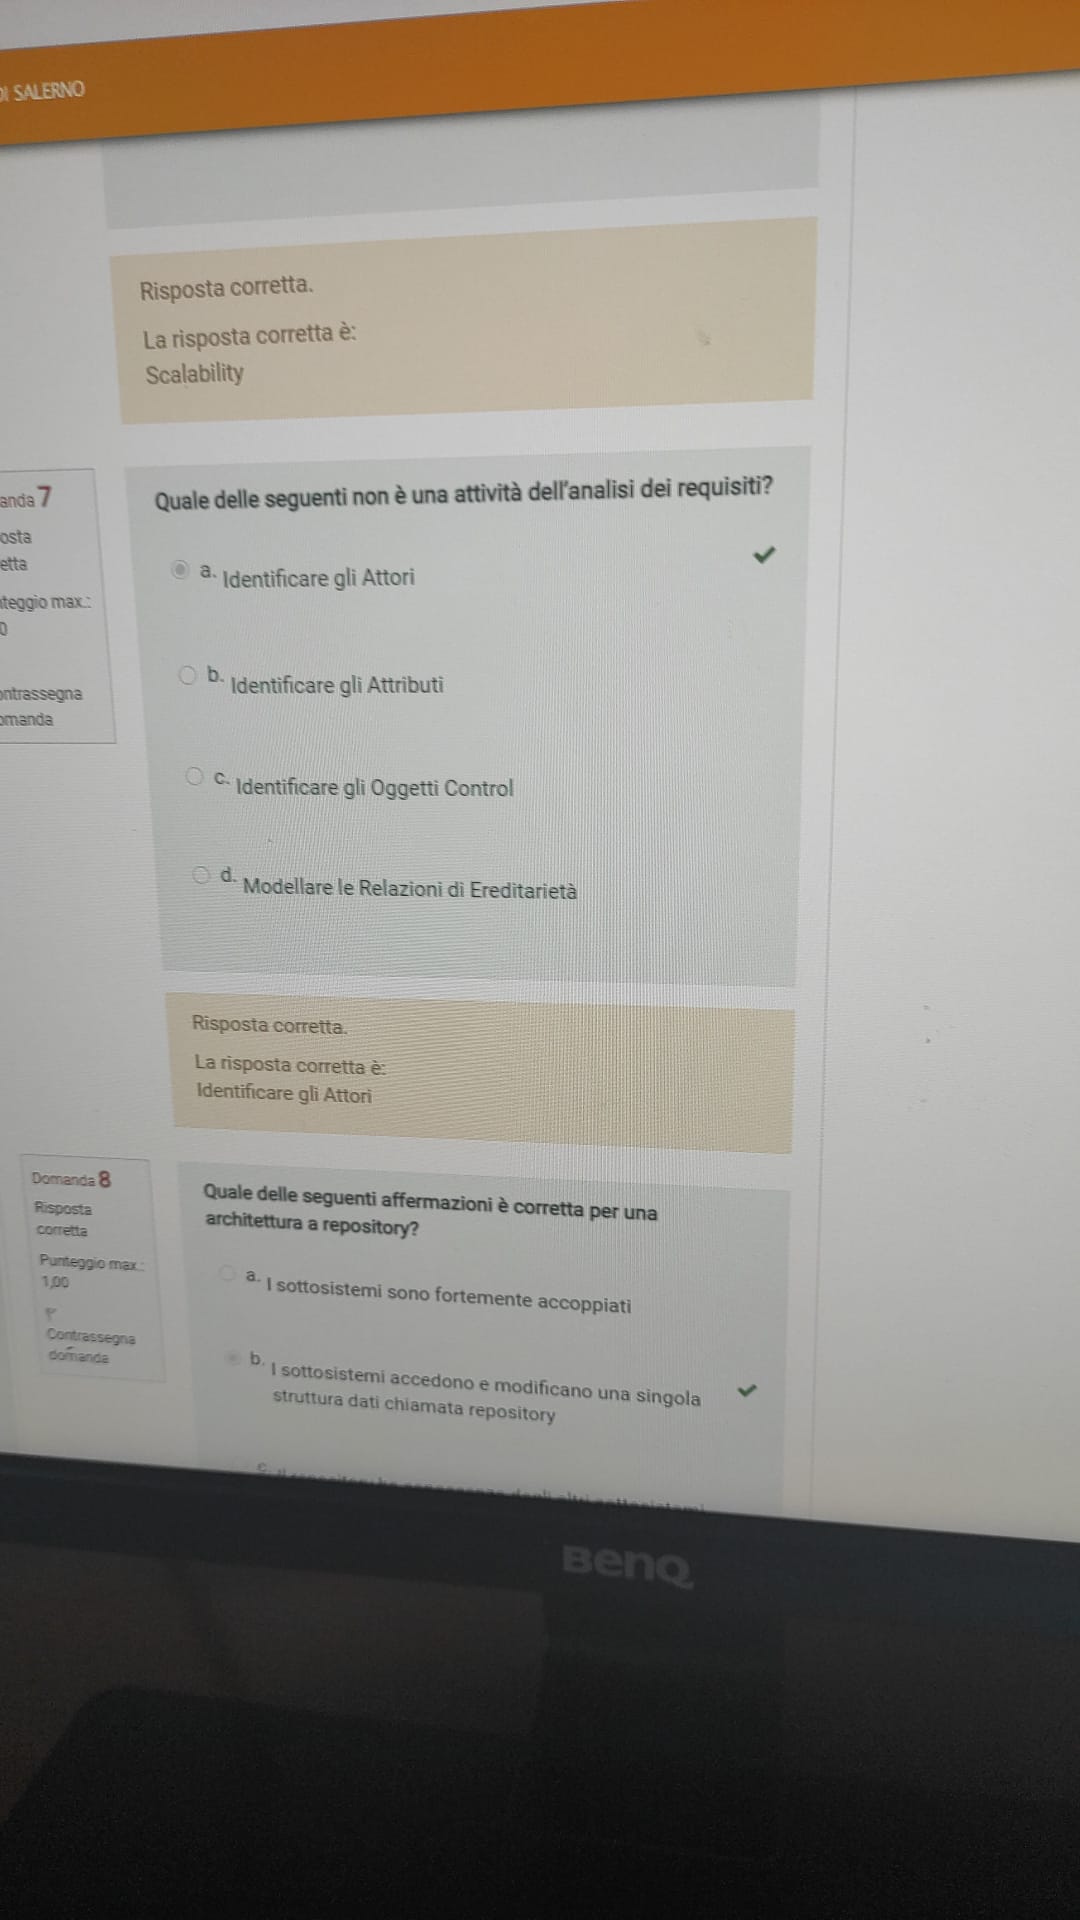 DI SALERNO
Risposta corretta.
La risposta corretta è:
Scalability
anda 7
osta
etta
teggio max.:
0
ontrassegna
omanda
Quale delle seguenti non è una attività dell'analisi dei requisiti?
a. Identificare gli Attori
b. Identificare gli Attributi
c. Identificare gli Oggetti Control
d. Modellare le Relazioni di Ereditarietà
Risposta corretta.
La risposta corretta è:
Identificare gli Attori
Domanda 8
Risposta
corretta
Punteggio max.:
1,00
Contrassegna
domanda
Quale delle seguenti affermazioni è corretta per una
architettura a repository?
a. I sottosistemi sono fortemente accoppiati
b. I sottosistemi accedono e modificano una singola
struttura dati chiamata repository
c.
BenQ